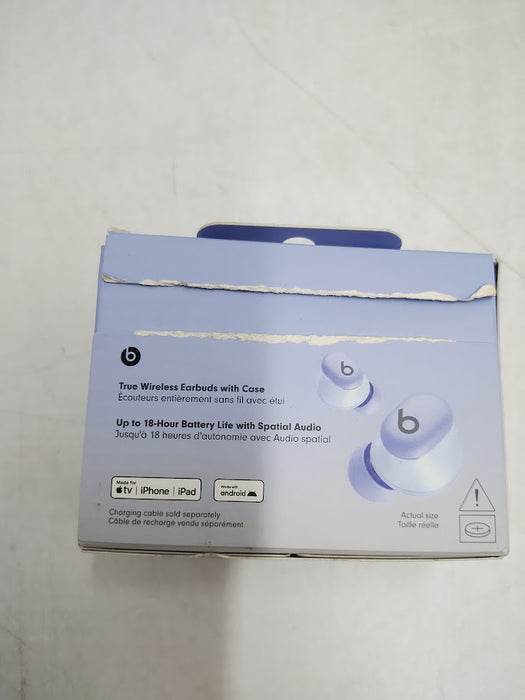 b
True Wireless Earbuds with Case
Écouteurs entièrement sans fil avec étui
Up to 18-Hour Battery Life with Spatial Audio
Jusqu'à 18 heures d'autonomie avec Audio spatial
Made for
tv | iPhone | iPad
Works with
android
Charging cable sold separately
Câble de recharge vendu séparément
b
b
Actual size
Taille réelle